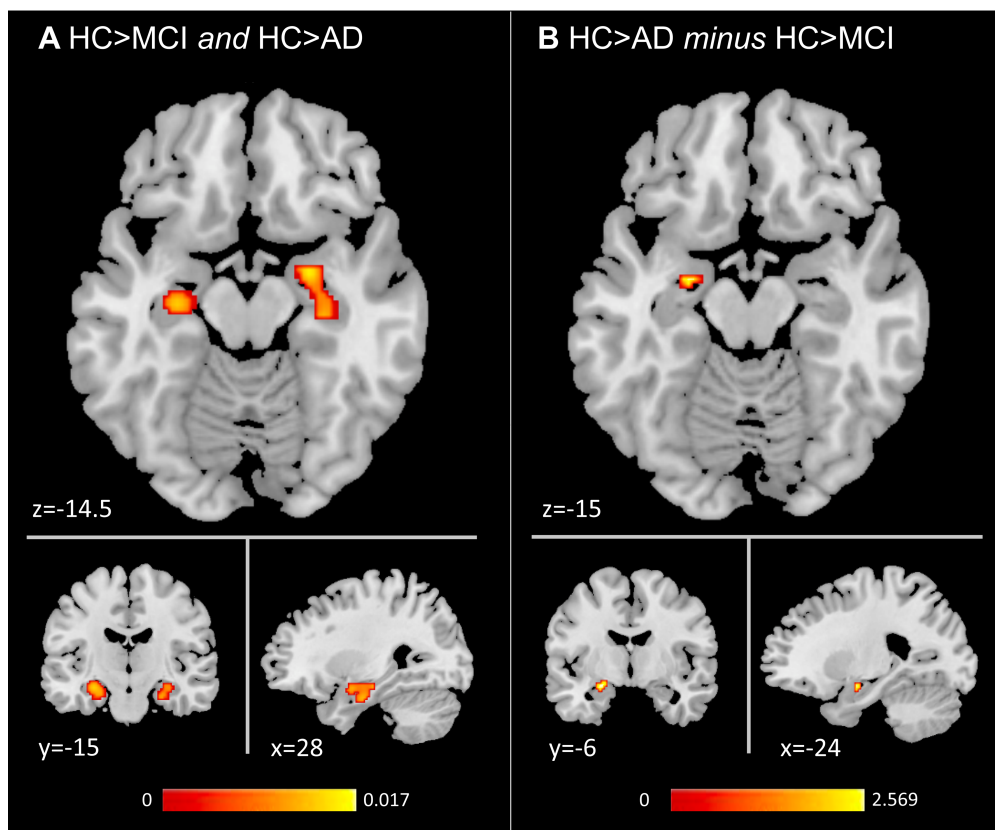 A HC>MCI and HC>AD
z=-14.5
y=-15
x=28
0
0.017
B HC>AD minus HC>MCI
z=-15
y=-6
x=-24
0
2.569